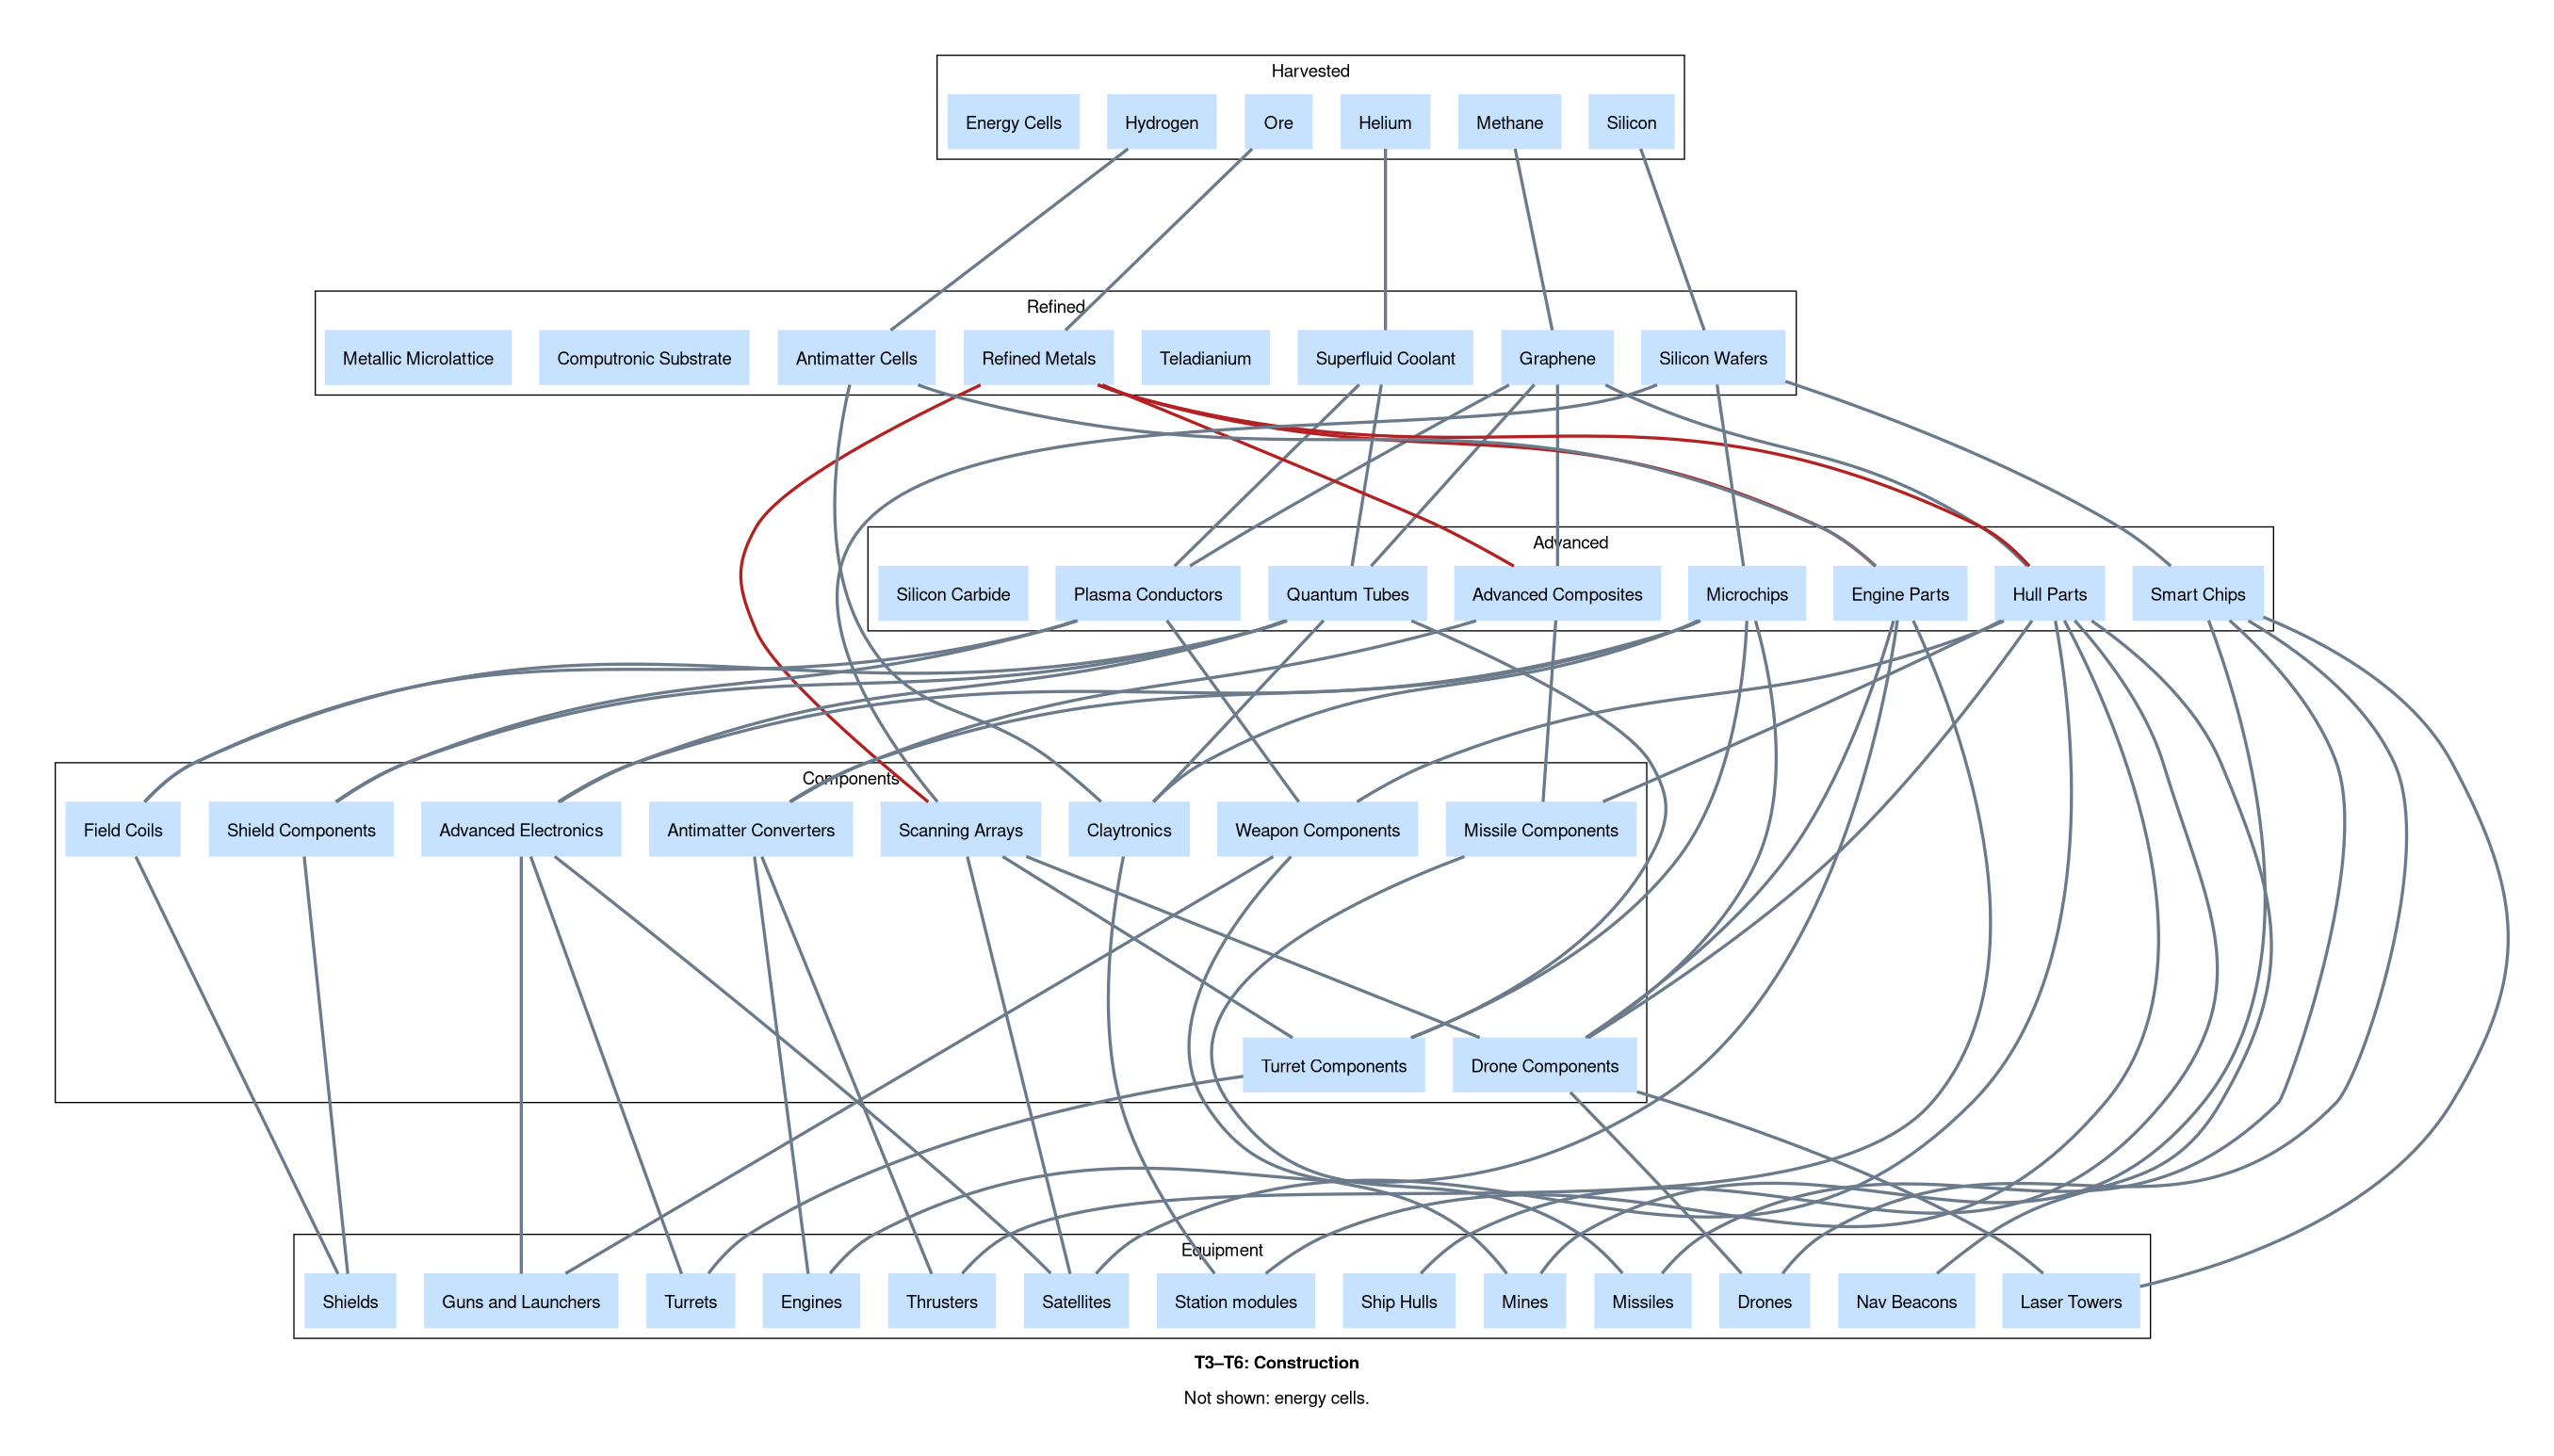 Harvested
Energy Cells
Hydrogen
Ore
Helium
Methane
Silicon
Refined
Metallic Microlattice
Computronic Substrate
Antimatter Cells
Refined Metals
Teladianium
Superfluid Coolant
Graphene
Silicon Wafers
Advanced
Silicon Carbide
Plasma Conductors
Quantum Tubes
Advanced Composites
Microchips
Engine Parts
Hull Parts
Smart Chips
Components
Field Coils
Shield Components
Advanced Electronics
Antimatter Converters
Scanning Arrays
Claytronics
Weapon Components
Missile Components
Turret Components
Drone Components
Equipment
Shields
Guns and Launchers
Turrets
Engines
Thrusters
Satellites
Station modules
Ship Hulls
Mines
Missiles
Drones
Nav Beacons
Laser Towers
T3–T6: Construction
Not shown: energy cells.